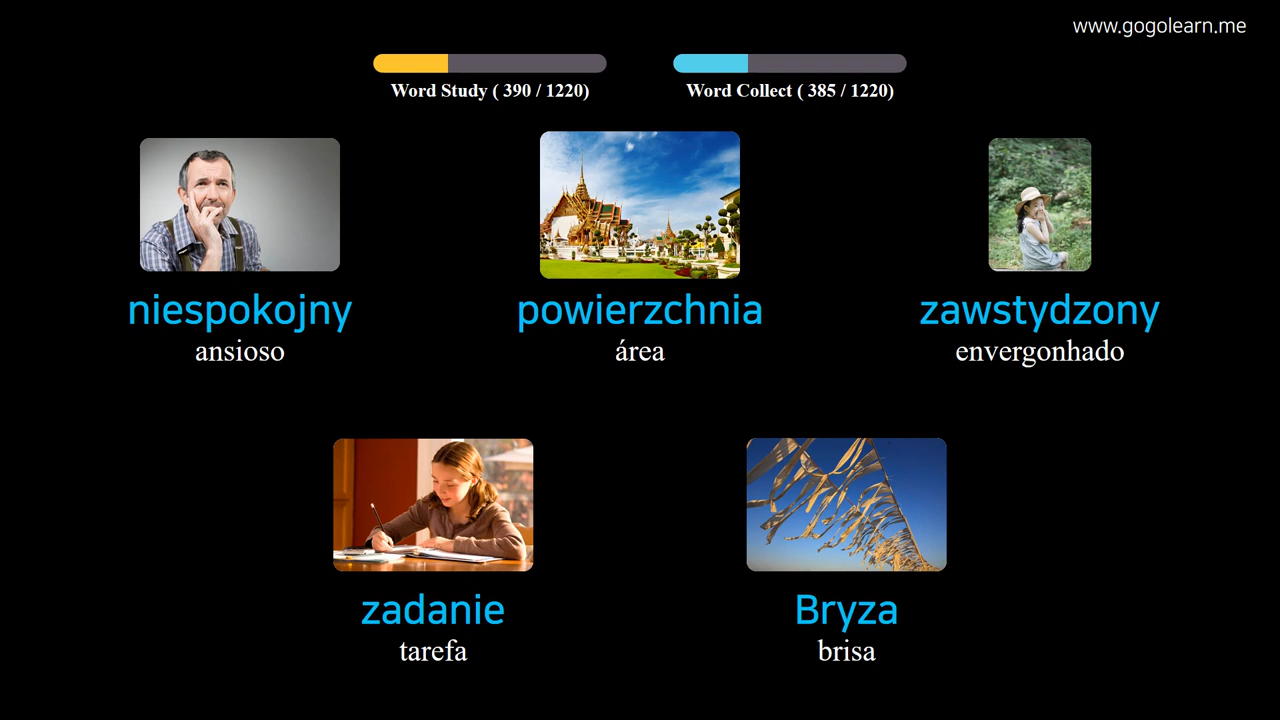 www.gogolearn.me
Word Study ( 390 / 1220)
Word Collect ( 385 / 1220)
niespokojny
ansioso
powierzchnia
área
zawstydzony
envergonhado
zadanie
tarefa
Bryza
brisa